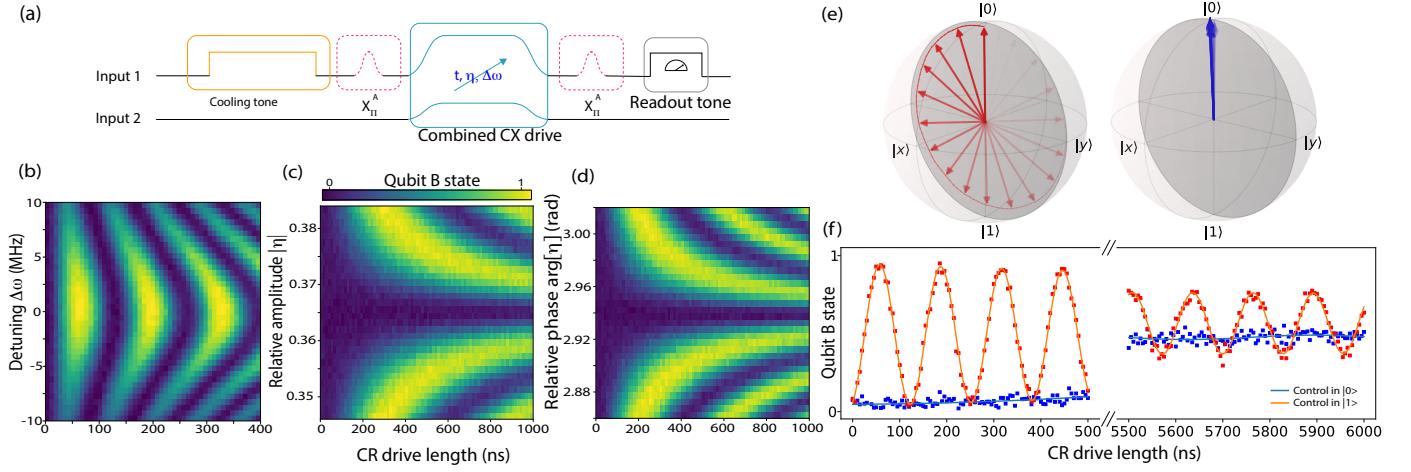 (a)
Input 1
Input 2
Cooling tone
X_Π^A
t, η, Δω
Combined CX drive
X_Π^A
Readout tone
(b)
Detuning Δω (MHz)
10
5
0
-5
-10
0 100 200 300 400
(c)
Qubit B state
0 1
Relative amplitude |η|
0.38
0.37
0.36
0.35
0 200 400 600 800 1000
(d)
Relative phase arg[η] (rad)
3.00
2.96
2.92
2.88
0 200 400 600 800 1000
CR drive length (ns)
(e)
|0⟩
|x⟩
|y⟩
|1⟩
|0⟩
|x⟩
|y⟩
|1⟩
(f)
Qubit B state
1
0
Control in |0>
Control in |1>
0 100 200 300 400 500
5500 5600 5700 5800 5900 6000
CR drive length (ns)